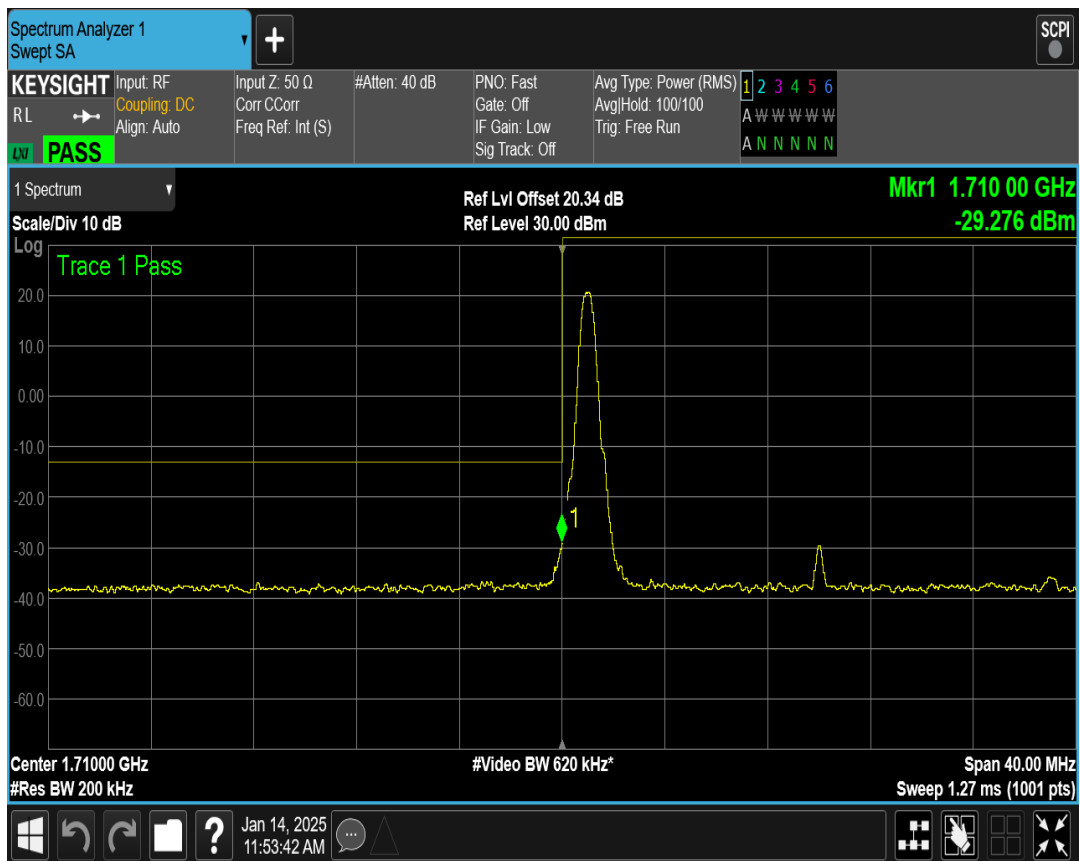 Spectrum Analyzer 1
Swept SA
+
SCPI
KEYSIGHT
RL
LXI PASS
Input: RF
Coupling: DC
Align: Auto
Input Z: 50 Ω
Corr CCorr
Freq Ref: Int (S)
#Atten: 40 dB
PNO: Fast
Gate: Off
IF Gain: Low
Sig Track: Off
Avg Type: Power (RMS)
Avg|Hold: 100/100
Trig: Free Run
1 2 3 4 5 6
A W W W W W
A N N N N N
1 Spectrum
Scale/Div 10 dB
Ref Lvl Offset 20.34 dB
Ref Level 30.00 dBm
Mkr1 1.710 00 GHz
-29.276 dBm
Log
Trace 1 Pass
20.0
10.0
0.00
-10.0
-20.0
1
-30.0
-40.0
-50.0
-60.0
Center 1.71000 GHz
#Res BW 200 kHz
#Video BW 620 kHz*
Span 40.00 MHz
Sweep 1.27 ms (1001 pts)
?
Jan 14, 2025
11:53:42 AM